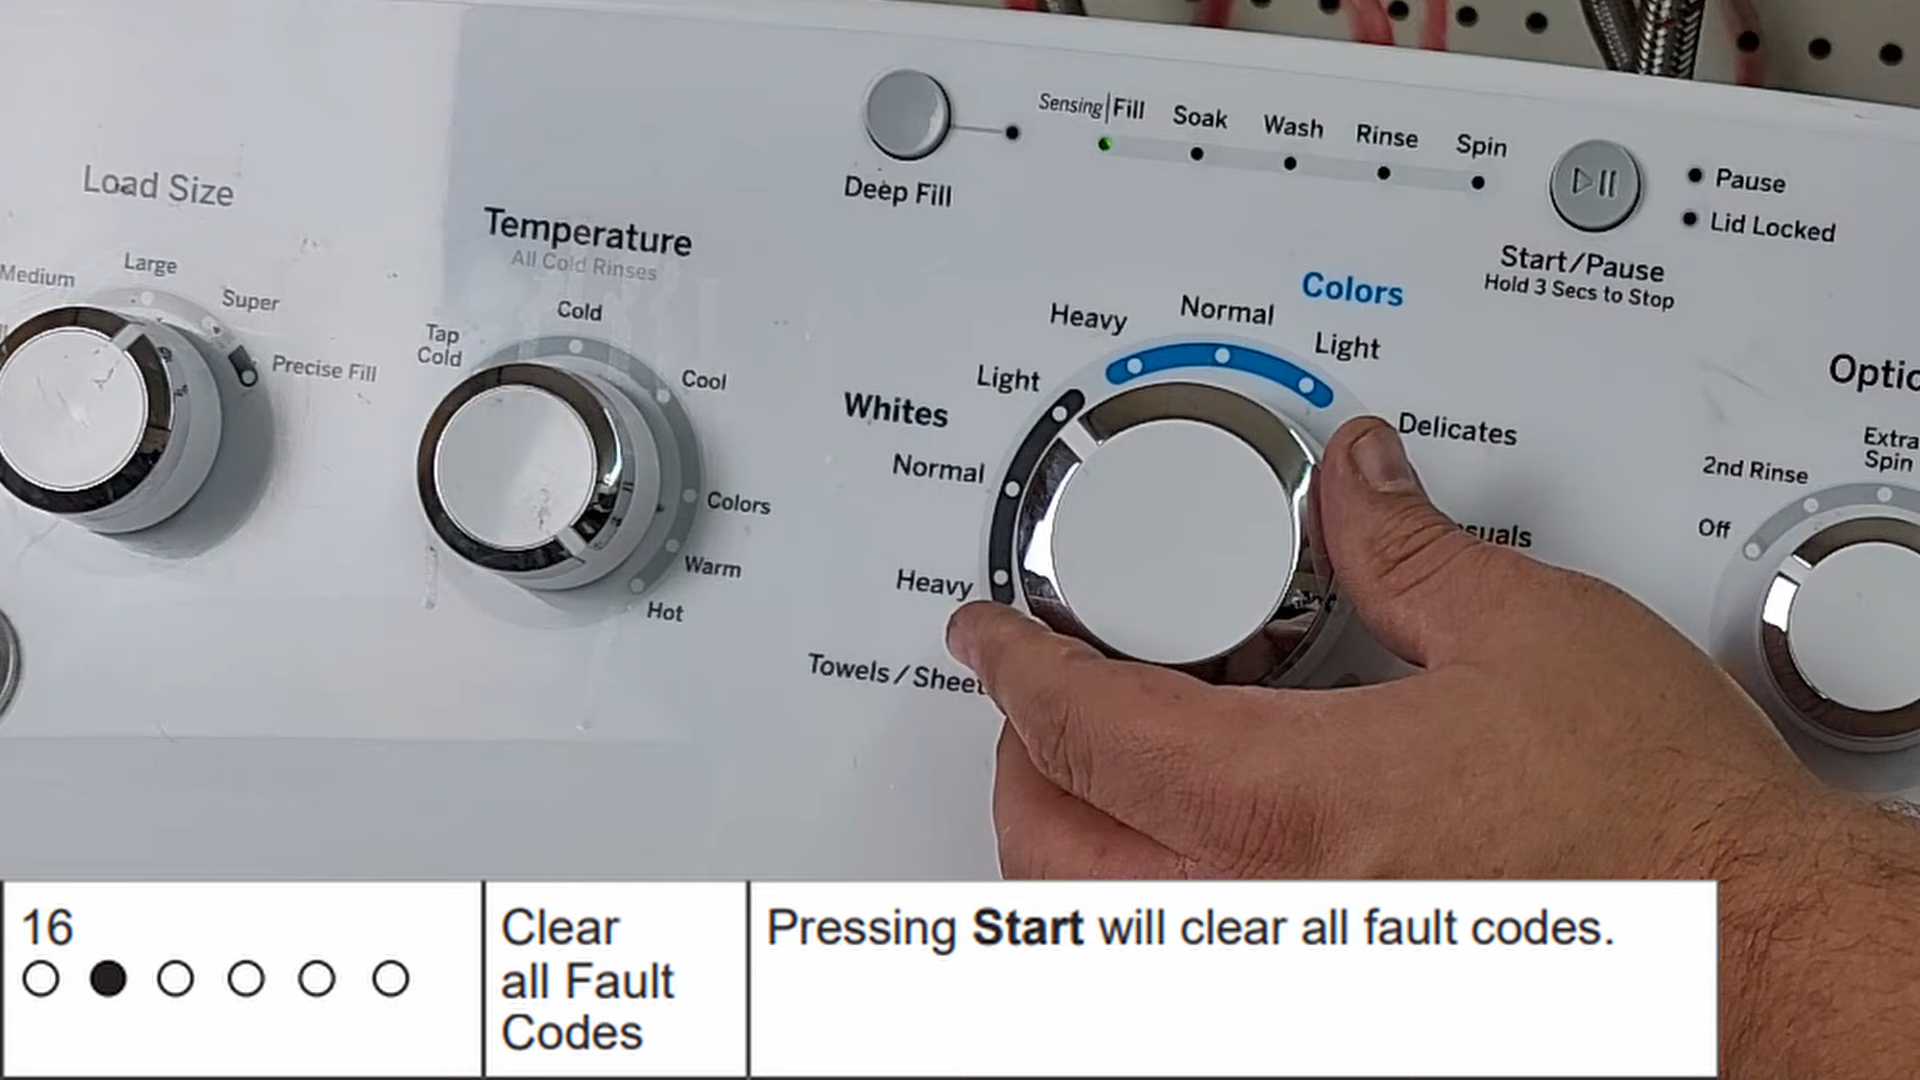 Load Size
Medium
Large
Super
Precise Fill
Temperature
All Cold Rinses
Tap
Cold
Cold
Cool
Colors
Warm
Hot
Deep Fill
Sensing|Fill
Soak
Wash
Rinse
Spin
Start/Pause
Hold 3 Secs to Stop
Pause
Lid Locked
Whites
Light
Normal
Heavy
Towels / Sheet
Colors
Heavy
Normal
Light
Delicates
suals
Optio
Extra
Spin
2nd Rinse
Off
16
Clear
all Fault
Codes
Pressing Start will clear all fault codes.